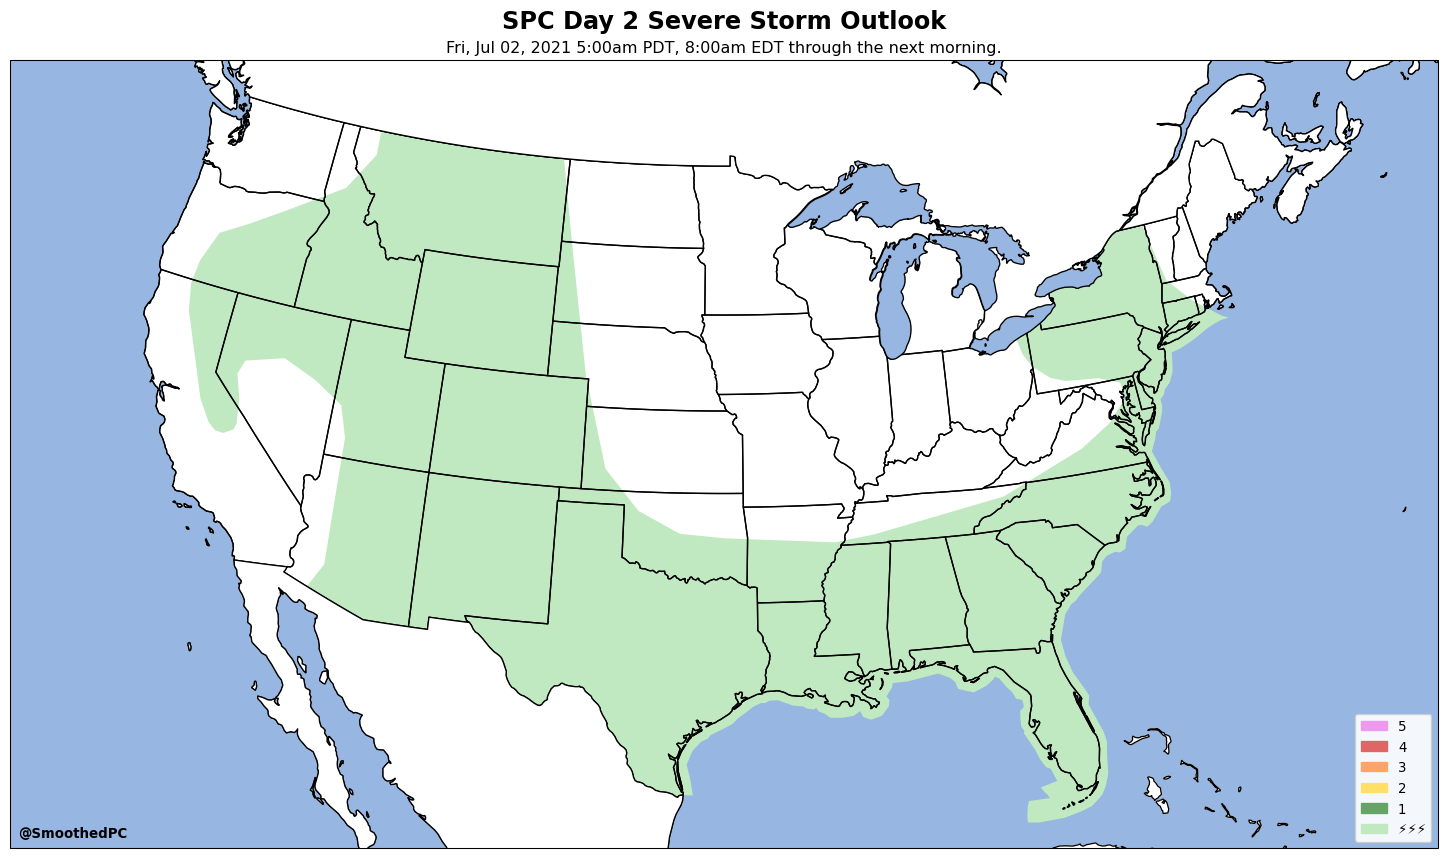 SPC Day 2 Severe Storm Outlook
Fri, Jul 02, 2021 5:00am PDT, 8:00am EDT through the next morning.
5
4
3
2
1
⚡⚡⚡
@SmoothedPC